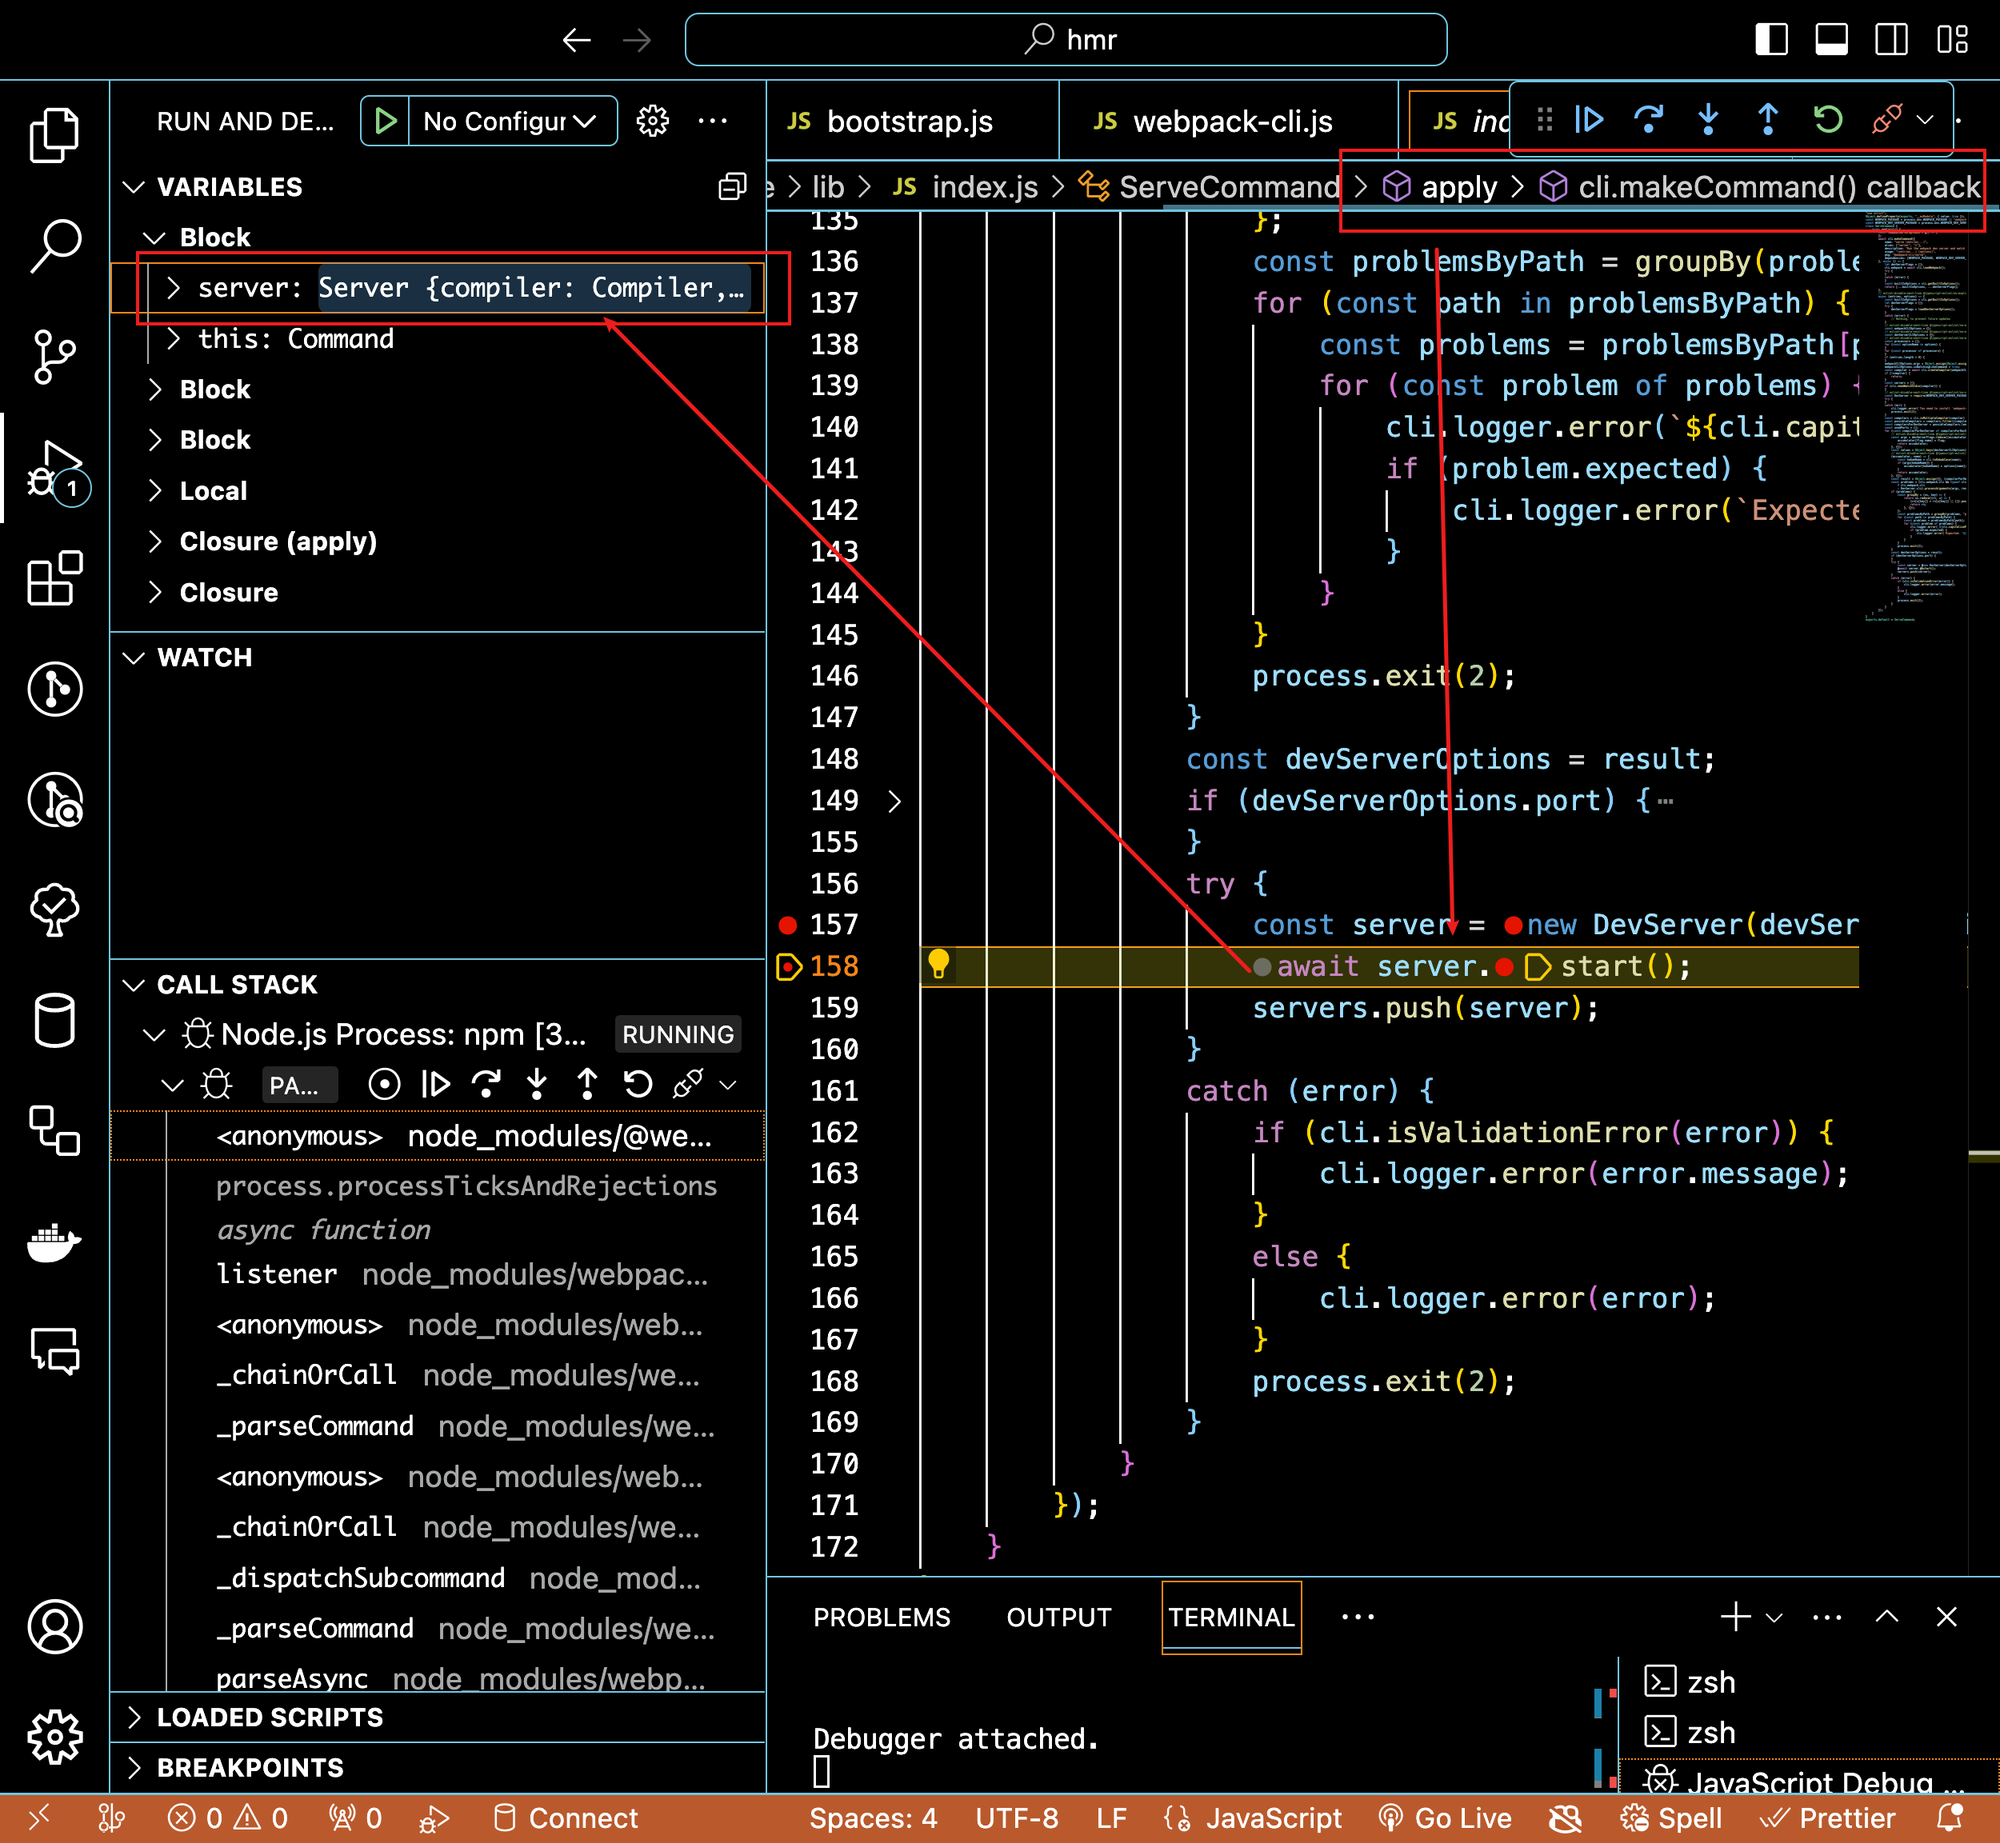 hmr
RUN AND DE...
No Configur
VARIABLES
Block
server: Server {compiler: Compiler,…
this: Command
Block
Block
Local
Closure (apply)
Closure
WATCH
CALL STACK
Node.js Process: npm [3...
RUNNING
PA...
<anonymous> node_modules/@we...
process.processTicksAndRejections
async function
listener node_modules/webpac...
<anonymous> node_modules/web...
_chainOrCall node_modules/we...
_parseCommand node_modules/we...
<anonymous> node_modules/web...
_chainOrCall node_modules/we...
_dispatchSubcommand node_mod...
_parseCommand node_modules/we...
parseAsync node_modules/webp...
LOADED SCRIPTS
BREAKPOINTS
1
JS bootstrap.js
JS webpack-cli.js
JS inc
e > lib > JS index.js > ServeCommand > apply > cli.makeCommand() callback
135 };
136 const problemsByPath = groupBy(proble
137 for (const path in problemsByPath) {
138 const problems = problemsByPath[p
139 for (const problem of problems) {
140 cli.logger.error(`${cli.capit
141 if (problem.expected) {
142 cli.logger.error(`Expecte
143 }
144 }
145 }
146 process.exit(2);
147 }
148 const devServerOptions = result;
149 if (devServerOptions.port) {…
155 }
156 try {
157 const server = new DevServer(devSer
158 await server.start();
159 servers.push(server);
160 }
161 catch (error) {
162 if (cli.isValidationError(error)) {
163 cli.logger.error(error.message);
164 }
165 else {
166 cli.logger.error(error);
167 }
168 process.exit(2);
169 }
170 }
171 });
172 }
PROBLEMS OUTPUT TERMINAL
Debugger attached.
zsh
zsh
JavaScript Debug ...
0 0 0 Connect Spaces: 4 UTF-8 LF JavaScript Go Live Spell Prettier